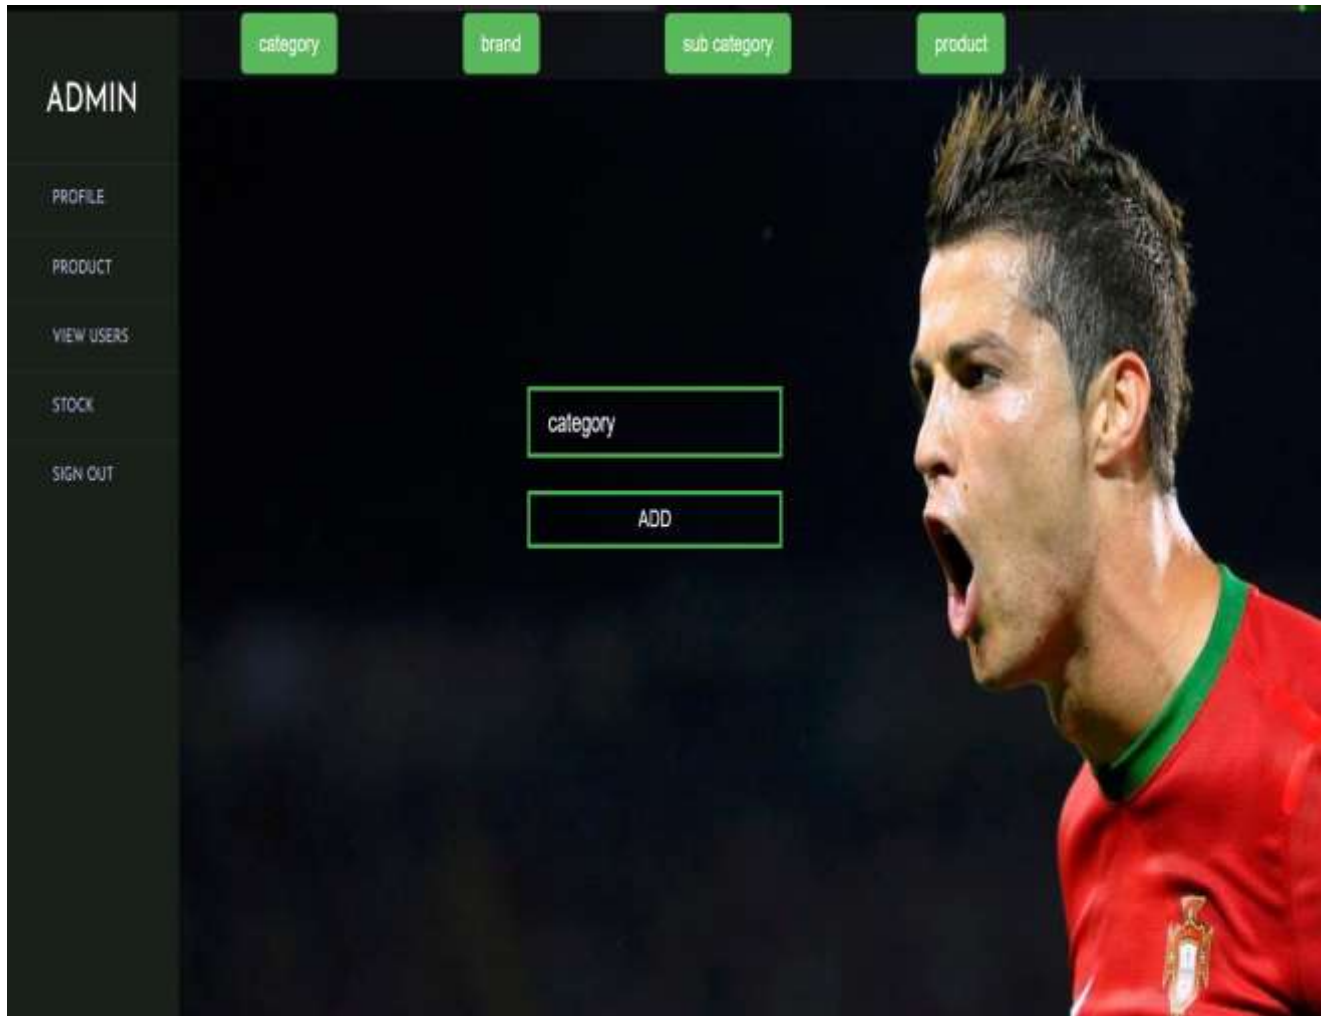 category
brand
sub category
product
ADMIN
PROFILE
PRODUCT
VIEW USERS
STOCK
SIGN OUT
category
ADD